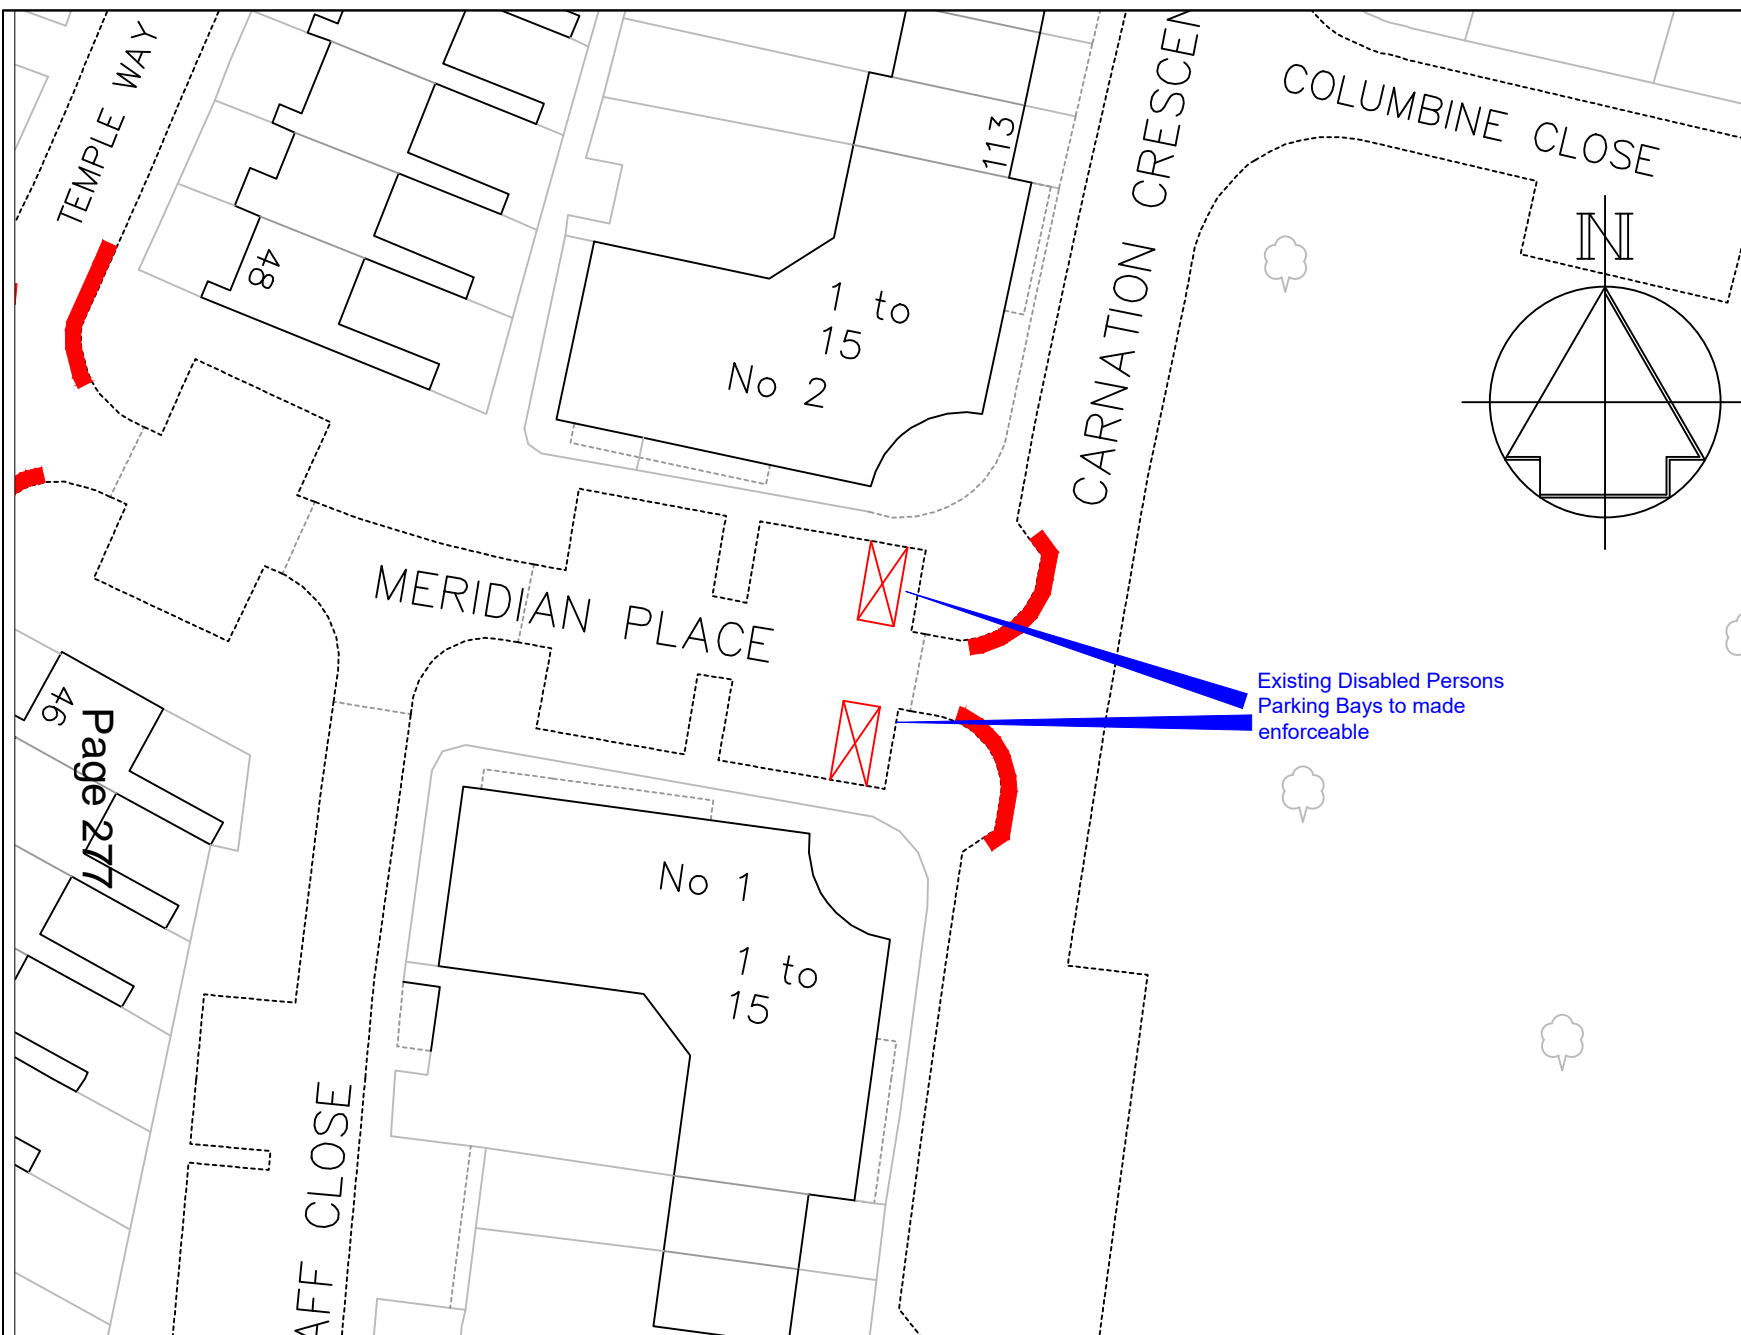 TEMPLE WAY
CARNATION CRESCEN
COLUMBINE CLOSE
113
48
N
1 to
15
No 2
MERIDIAN PLACE
Existing Disabled Persons
Parking Bays to made
enforceable
46
Page 277
No 1
1 to
15
AFF CLOSE